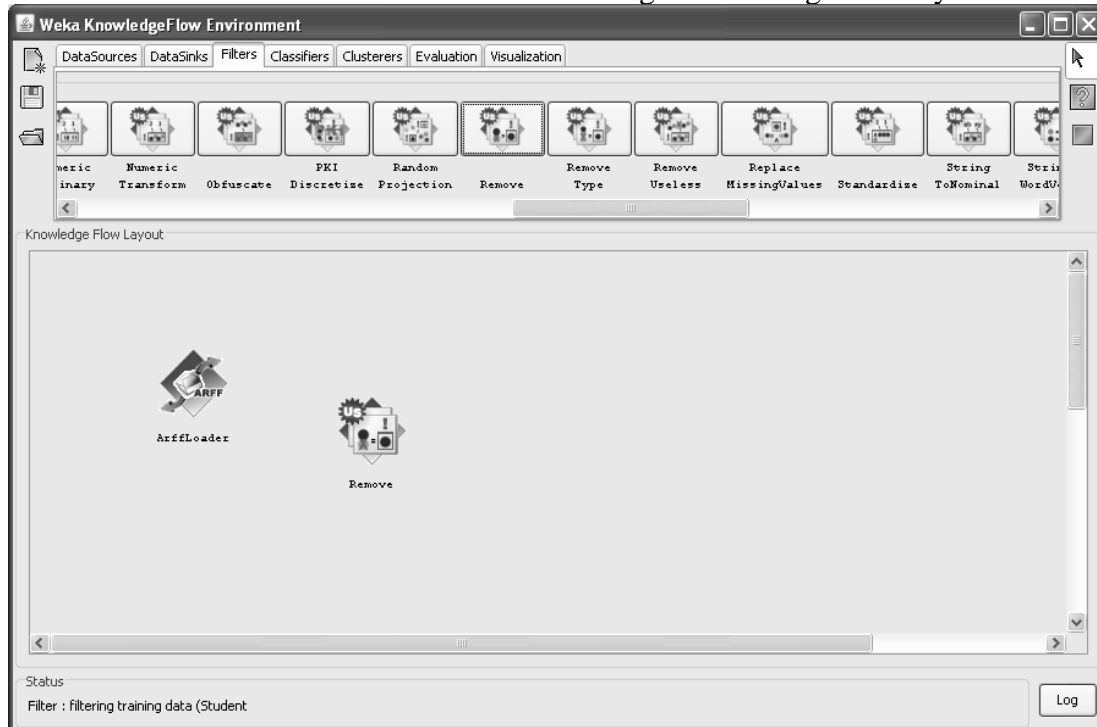 Weka KnowledgeFlow Environment
DataSources DataSinks Filters Classifiers Clusterers Evaluation Visualization
meric Numeric PKI Random Remove Remove Replace String Strin
inary Transform Obfuscate Discretize Projection Remove Type Useless MissingValues Standardize ToNominal WordV
Knowledge Flow Layout
ARFF
ArffLoader
Us
Remove
Status
Filter : filtering training data (Student
Log